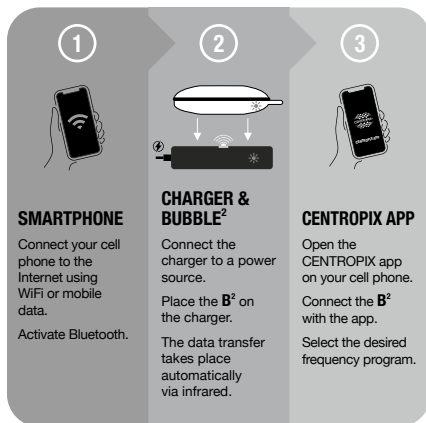 1
2
3
SMARTPHONE
Connect your cell
phone to the
Internet using
WiFi or mobile
data.
Activate Bluetooth.
CHARGER &
BUBBLE²
Connect the
charger to a power
source.
Place the B² on
the charger.
The data transfer
takes place
automatically
via infrared.
CENTROPIX APP
Open the
CENTROPIX app
on your cell phone.
Connect the B²
with the app.
Select the desired
frequency program.